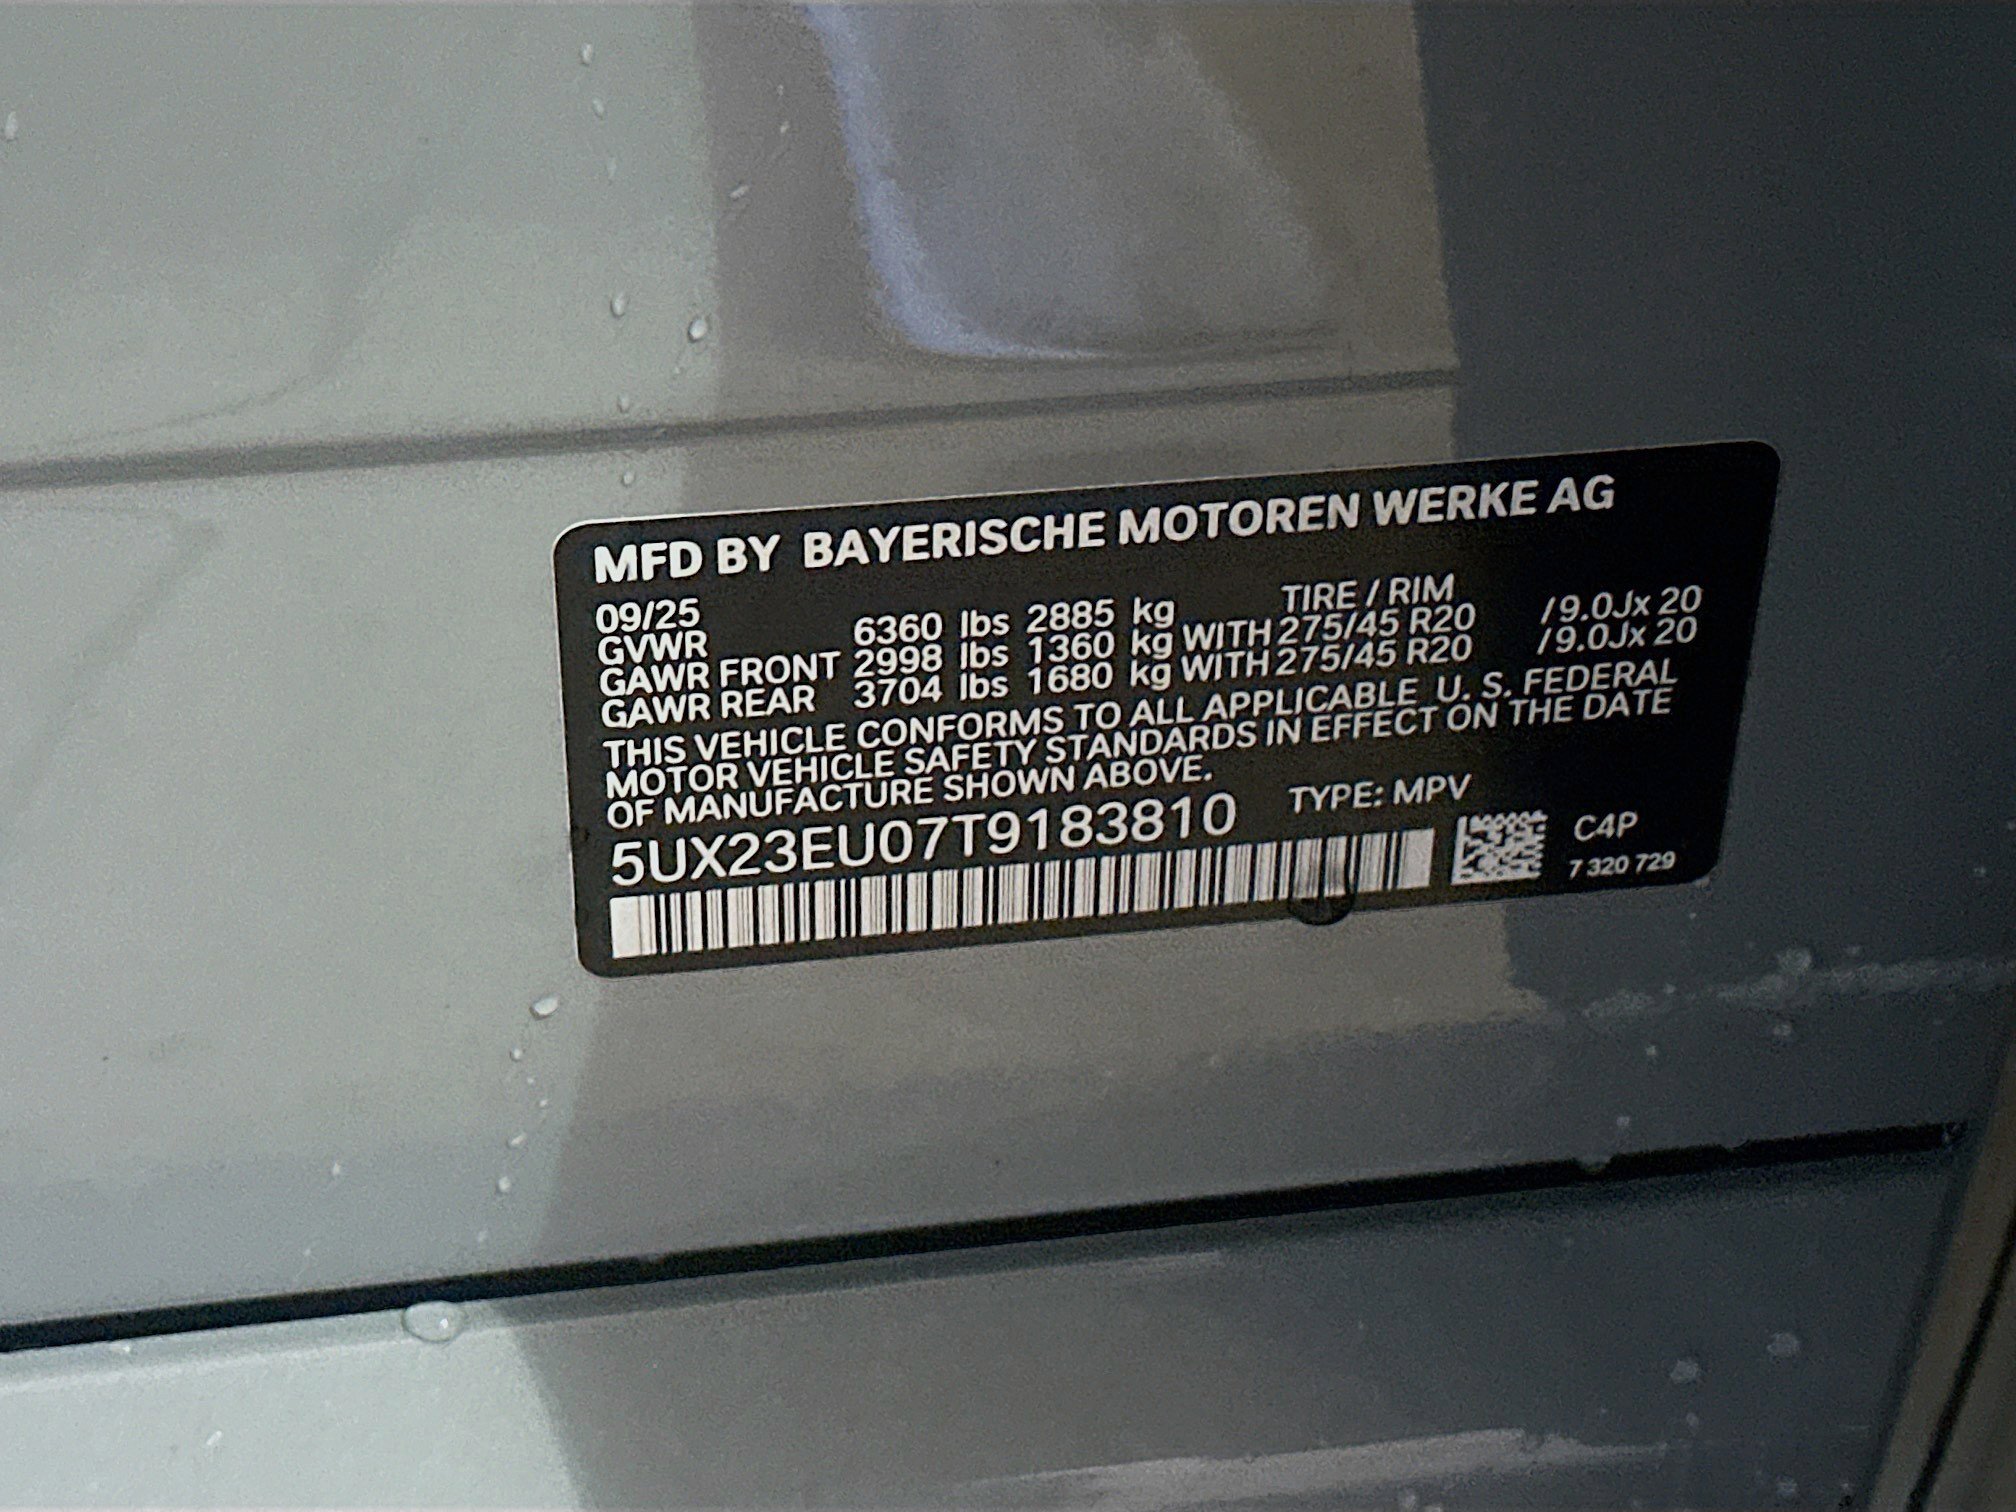 MFD BY BAYERISCHE MOTOREN WERKE AG
09/25 TIRE / RIM
GVWR 6360 lbs 2885 kg
GAWR FRONT 2998 lbs 1360 kg WITH 275/45 R20 /9.0Jx 20
GAWR REAR 3704 lbs 1680 kg WITH 275/45 R20 /9.0Jx 20
THIS VEHICLE CONFORMS TO ALL APPLICABLE U. S. FEDERAL
MOTOR VEHICLE SAFETY STANDARDS IN EFFECT ON THE DATE
OF MANUFACTURE SHOWN ABOVE.
5UX23EU07T9183810 TYPE: MPV
C4P
7 320 729